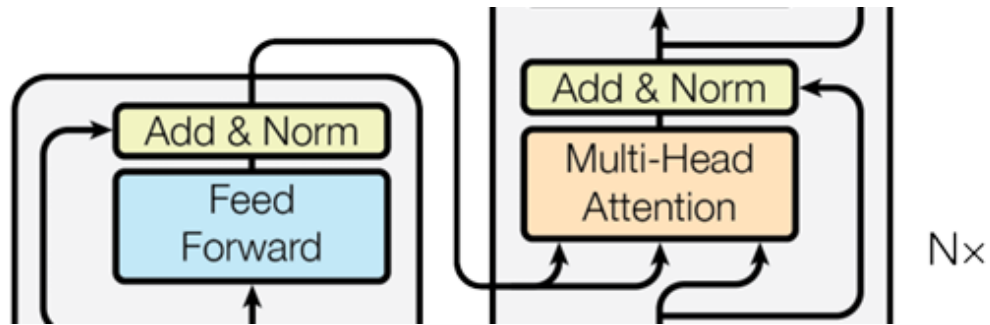 Add & Norm
Feed
Forward
Add & Norm
Multi-Head
Attention
N×